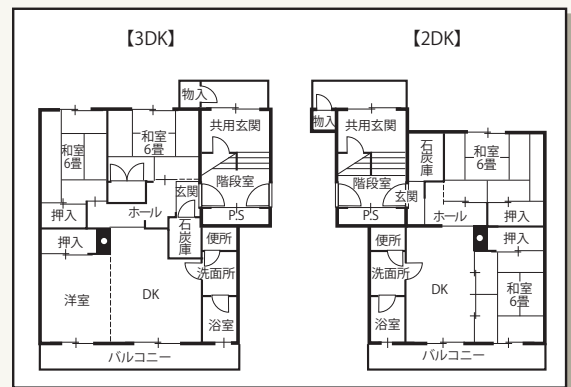 【3DK】
物入
共用玄関
和室
6畳
和室
6畳
階段室
玄関
押入
ホール
P.S
石炭庫
押入
便所
洗面所
洋室
DK
浴室
バルコニー
【2DK】
物入
共用玄関
石炭庫
和室
6畳
階段室
玄関
P.S
ホール
押入
便所
押入
洗面所
DK
和室
6畳
浴室
バルコニー